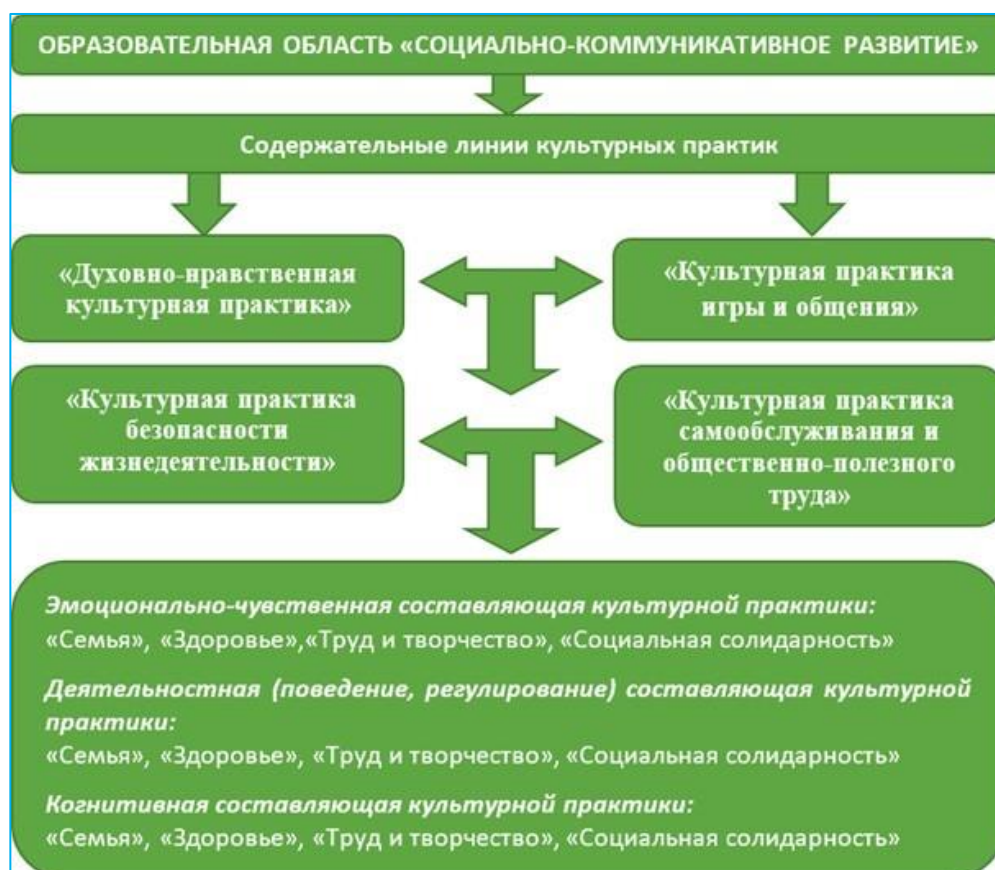 ОБРАЗОВАТЕЛЬНАЯ ОБЛАСТЬ «СОЦИАЛЬНО-КОММУНИКАТИВНОЕ РАЗВИТИЕ»
Содержательные линии культурных практик
«Духовно-нравственная
культурная практика»
«Культурная практика
игры и общения»
«Культурная практика
безопасности
жизнедеятельности»
«Культурная практика
самообслуживания и
общественно-полезного
труда»
Эмоционально-чувственная составляющая культурной практики:
«Семья», «Здоровье»,«Труд и творчество», «Социальная солидарность»
Деятельностная (поведение, регулирование) составляющая культурной
практики:
«Семья», «Здоровье», «Труд и творчество», «Социальная солидарность»
Когнитивная составляющая культурной практики:
«Семья», «Здоровье», «Труд и творчество», «Социальная солидарность»